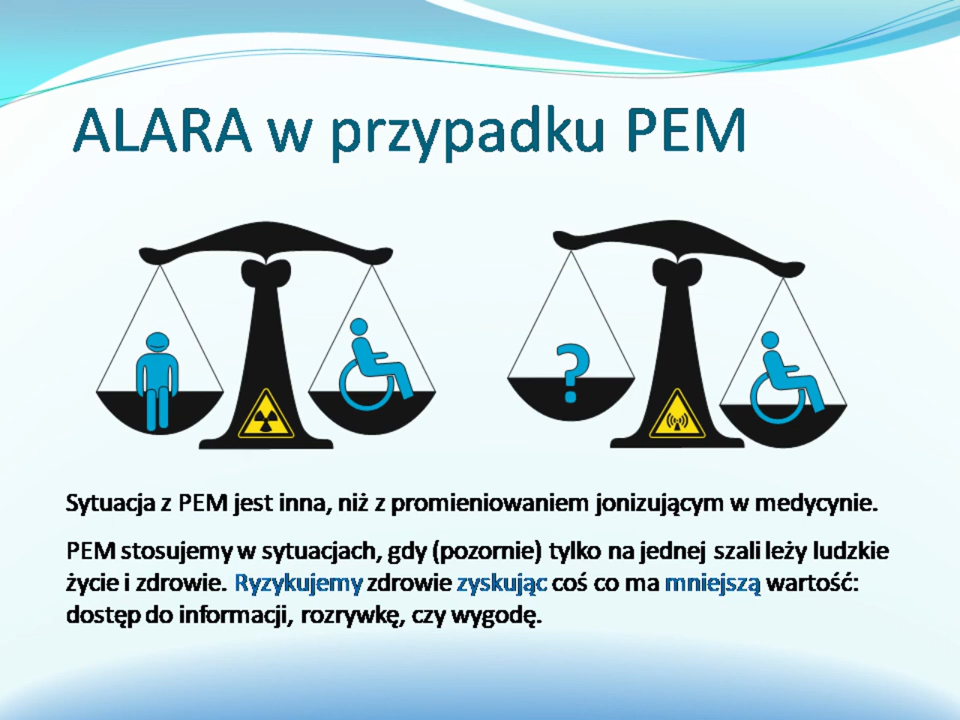 ALARA w przypadku PEM
?
Sytuacja z PEM jest inna, niż z promieniowaniem jonizującym w medycynie.
PEM stosujemy w sytuacjach, gdy (pozornie) tylko na jednej szali leży ludzkie
życie i zdrowie. Ryzykujemy zdrowie zyskując coś co ma mniejszą wartość:
dostęp do informacji, rozrywkę, czy wygodę.